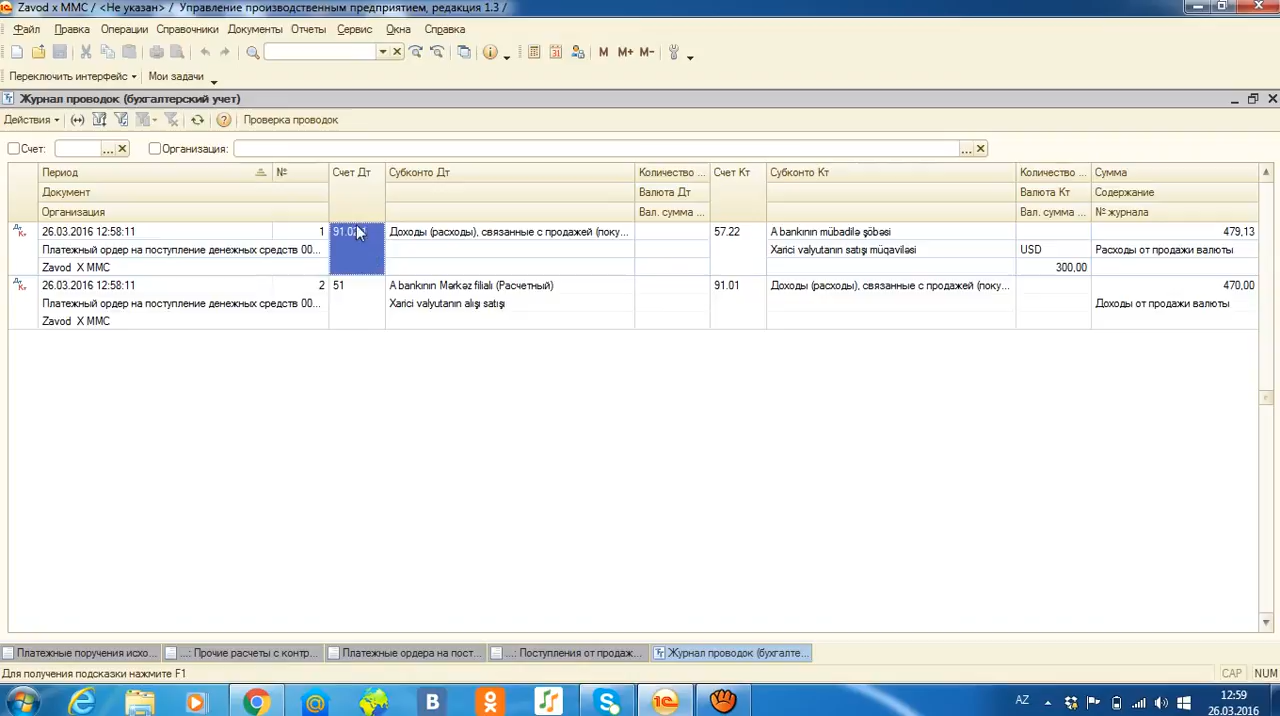 Zavod x MMC / <Не указан> / Управление производственным предприятием, редакция 1.3 /
Файл Правка Операции Справочники Документы Отчеты Сервис Окна Справка
M M+ M-
Переключить интерфейс Мои задачи
Журнал проводок (бухгалтерский учет)
Действия Проверка проводок
Счет: ... Организация: ...
Период № Счет Дт Субконто Дт Количество ... Счет Кт Субконто Кт Количество ... Сумма
Документ Валюта Дт Валюта Кт Содержание
Организация Вал. сумма ... Вал. сумма ... № журнала
26.03.2016 12:58:11 1 Доходы (расходы), связанные с продажей (поку... 57.22 A bankının mübadilə şöbəsi 479,13
Платежный ордер на поступление денежных средств 00... Xarici valyutanın satışı müqaviləsi USD Расходы от продажи валюты
Zavod X MMC 300,00
26.03.2016 12:58:11 2 51 A bankının Mərkəz filialı (Расчетный) 91.01 Доходы (расходы), связанные с продажей (поку... 470,00
Платежный ордер на поступление денежных средств 00... Xarici valyutanın alışı satışı Доходы от продажи валюты
Zavod X MMC
Платежные поручения исхо... ...: Прочие расчеты с контр... Платежные ордера на пост... ...: Поступления от продаж... Журнал проводок (бухгалте...
Для получения подсказки нажмите F1 CAP NUM
AZ 12:59
26.03.2016